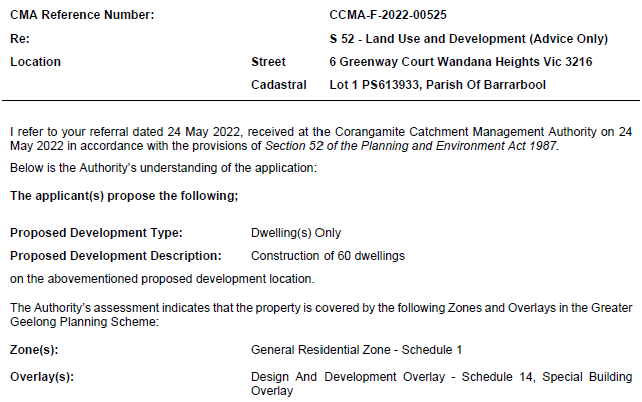 CMA Reference Number: CCMA-F-2022-00525
Re: S 52 - Land Use and Development (Advice Only)
Location Street 6 Greenway Court Wandana Heights Vic 3216
Cadastral Lot 1 PS613933, Parish Of Barrarbool
I refer to your referral dated 24 May 2022, received at the Corangamite Catchment Management Authority on 24
May 2022 in accordance with the provisions of Section 52 of the Planning and Environment Act 1987.
Below is the Authority's understanding of the application:
The applicant(s) propose the following;
Proposed Development Type: Dwelling(s) Only
Proposed Development Description: Construction of 60 dwellings
on the abovementioned proposed development location.
The Authority's assessment indicates that the property is covered by the following Zones and Overlays in the Greater
Geelong Planning Scheme:
Zone(s): General Residential Zone - Schedule 1
Overlay(s): Design And Development Overlay - Schedule 14, Special Building
Overlay